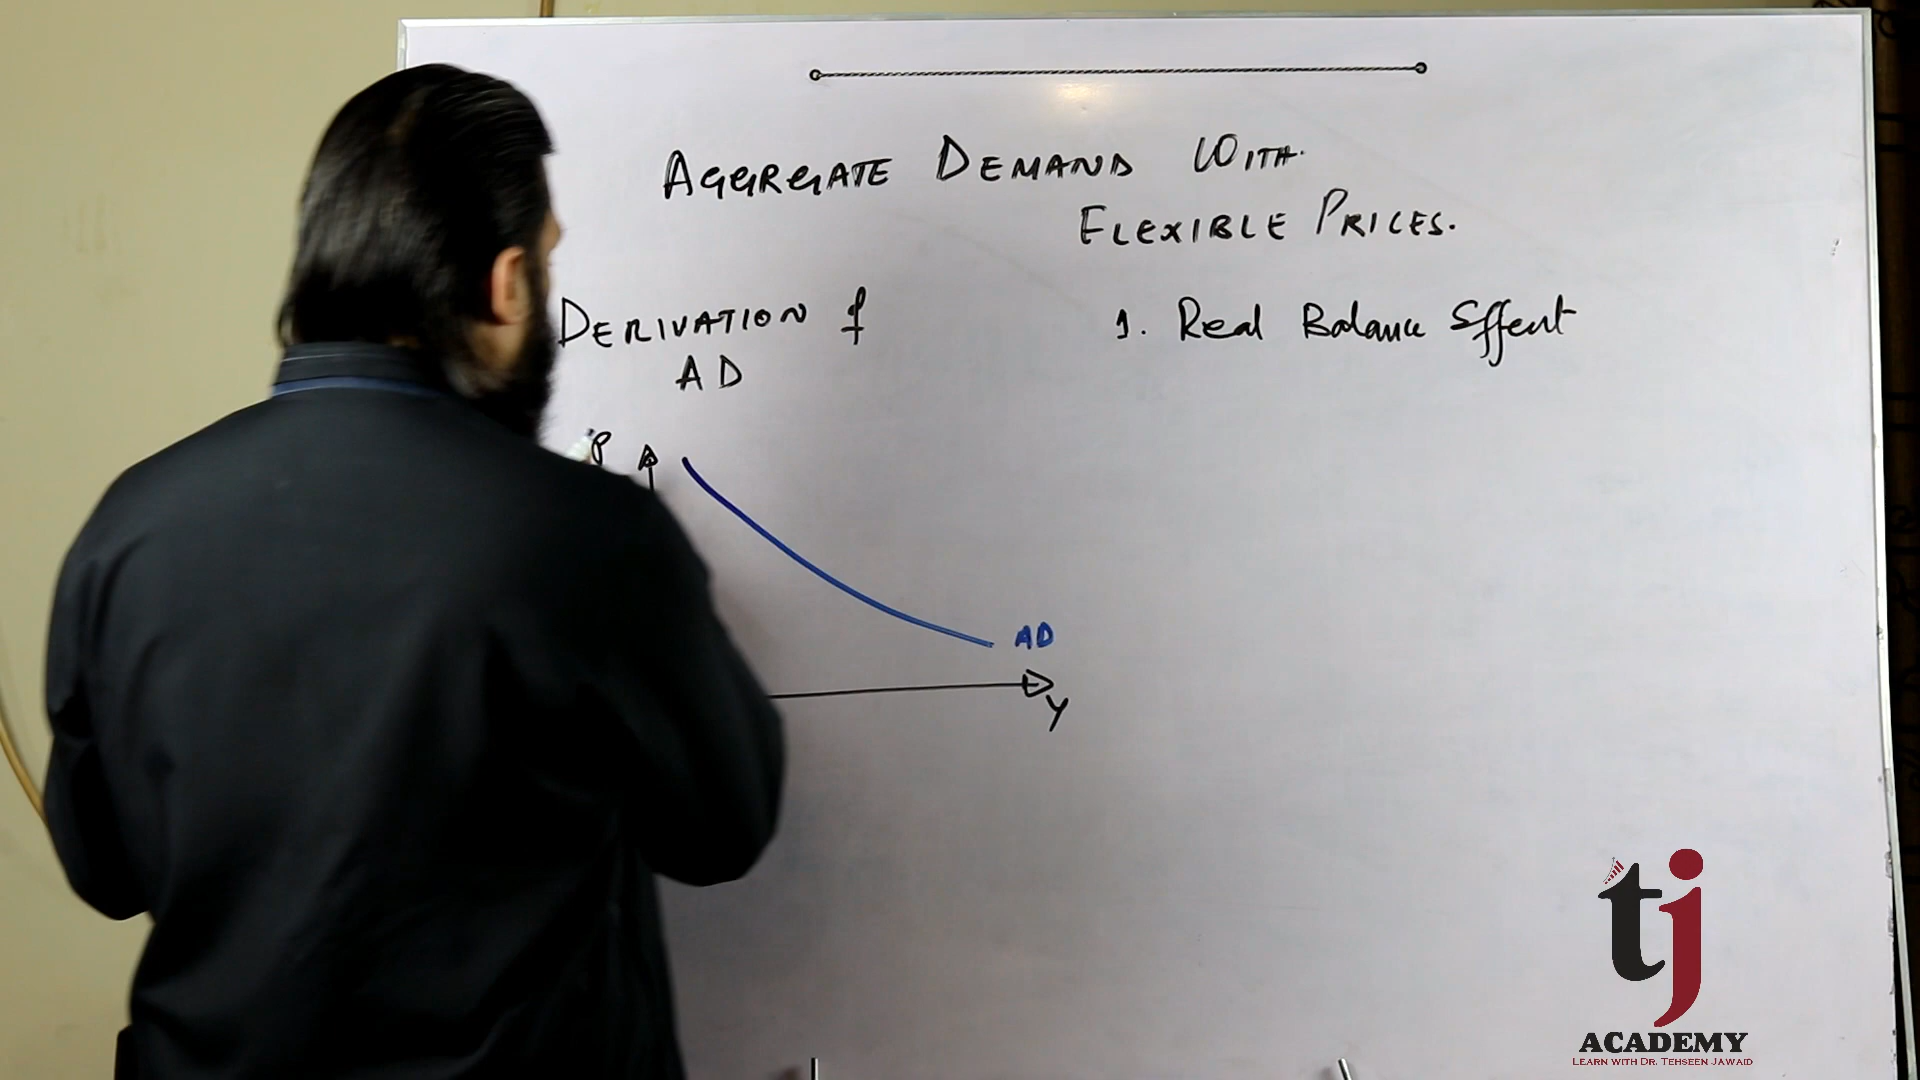 AGGRGATE DEMAND WITH
FLEXIBLE PRICES.
DERIVATION of
AD
1. Real Balance Effect
P
AD
Y
tj
ACADEMY
LEARN WITH DR. TEHSEEN JAWAID